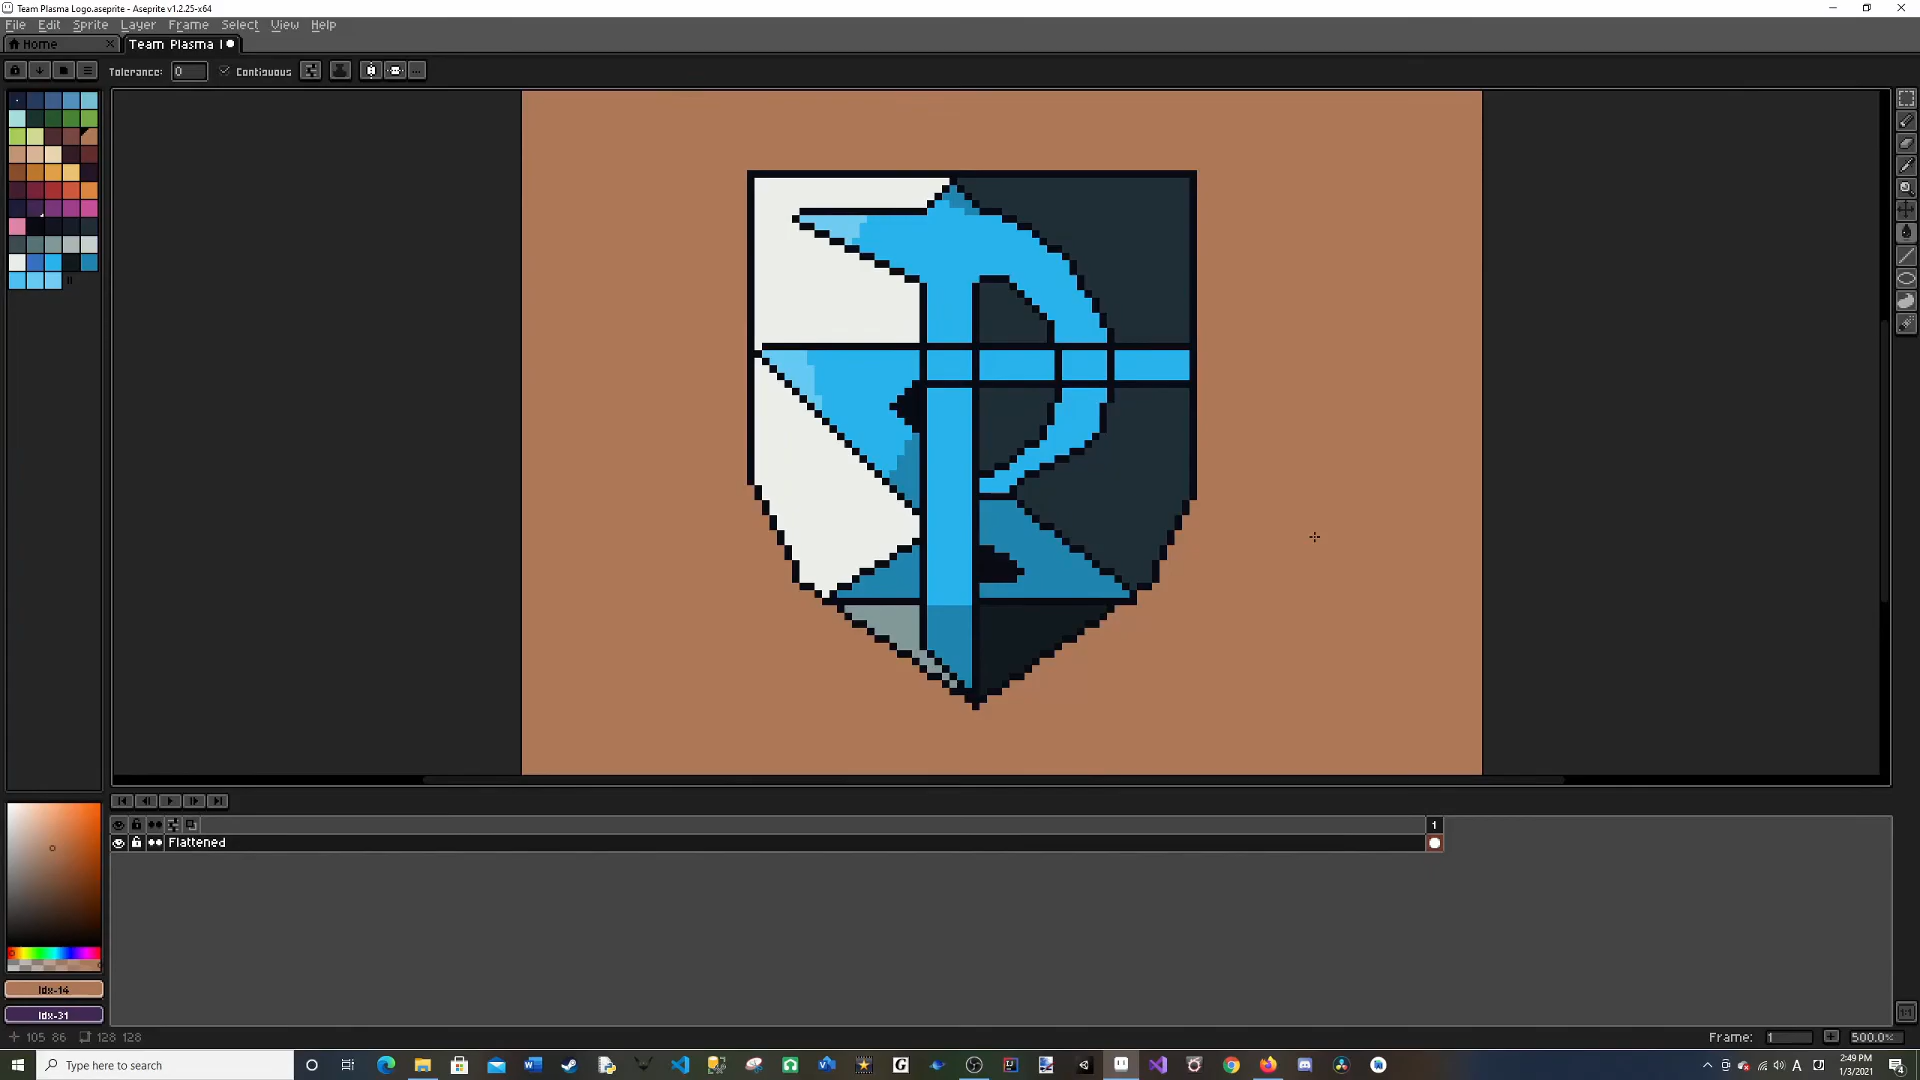 Team Plasma Logo.aseprite - Aseprite v1.2.25-x64
File Edit Sprite Layer Frame Select View Help
Home
Team Plasma l
Tolerance: 0 Contiguous
Flattened
1
Idx-14
Idx-31
105 86 128 128
Frame: 1 500.0%
Type here to search
2:49 PM
1/3/2021